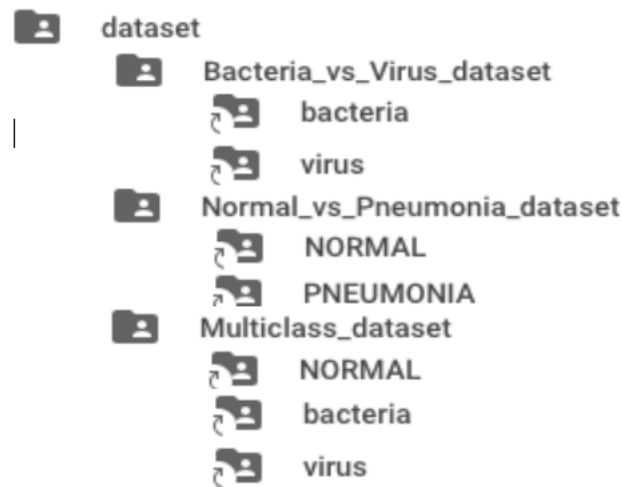 dataset
Bacteria_vs_Virus_dataset
bacteria
virus
Normal_vs_Pneumonia_dataset
NORMAL
PNEUMONIA
Multiclass_dataset
NORMAL
bacteria
virus